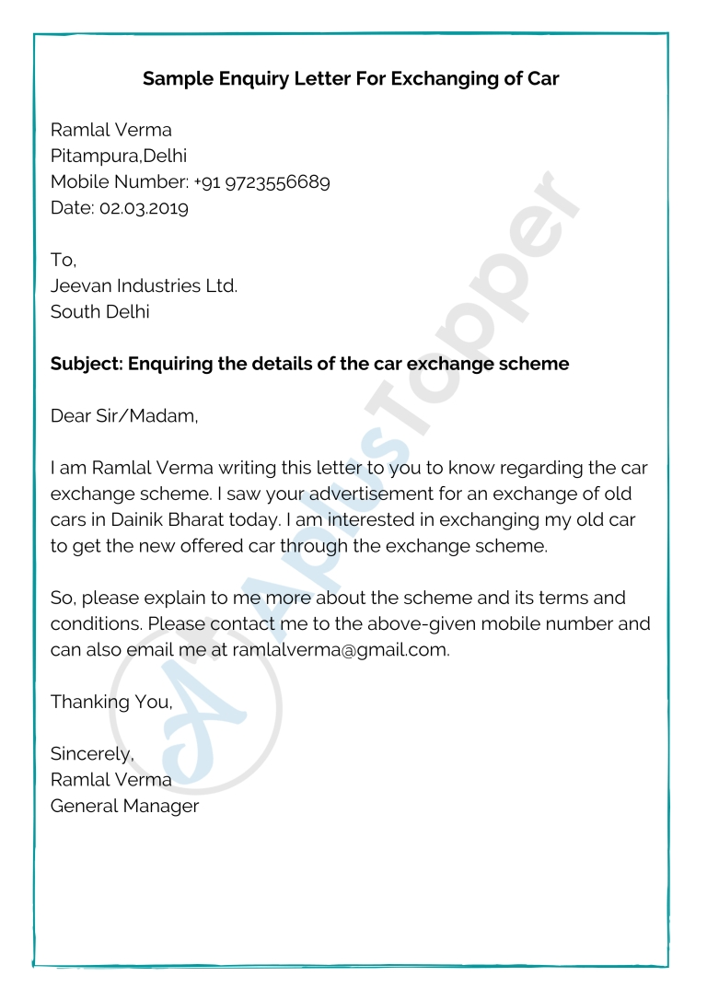 Sample Enquiry Letter For Exchanging of Car
Ramlal Verma
Pitampura,Delhi
Mobile Number: +91 9723556689
Date: 02.03.2019
To,
Jeevan Industries Ltd.
South Delhi
Subject: Enquiring the details of the car exchange scheme
Dear Sir/Madam,
I am Ramlal Verma writing this letter to you to know regarding the car
exchange scheme. I saw your advertisement for an exchange of old
cars in Dainik Bharat today. I am interested in exchanging my old car
to get the new offered car through the exchange scheme.
So, please explain to me more about the scheme and its terms and
conditions. Please contact me to the above-given mobile number and
can also email me at ramlalverma@gmail.com.
Thanking You,
Sincerely,
Ramlal Verma
General Manager
A+
AplusTopper